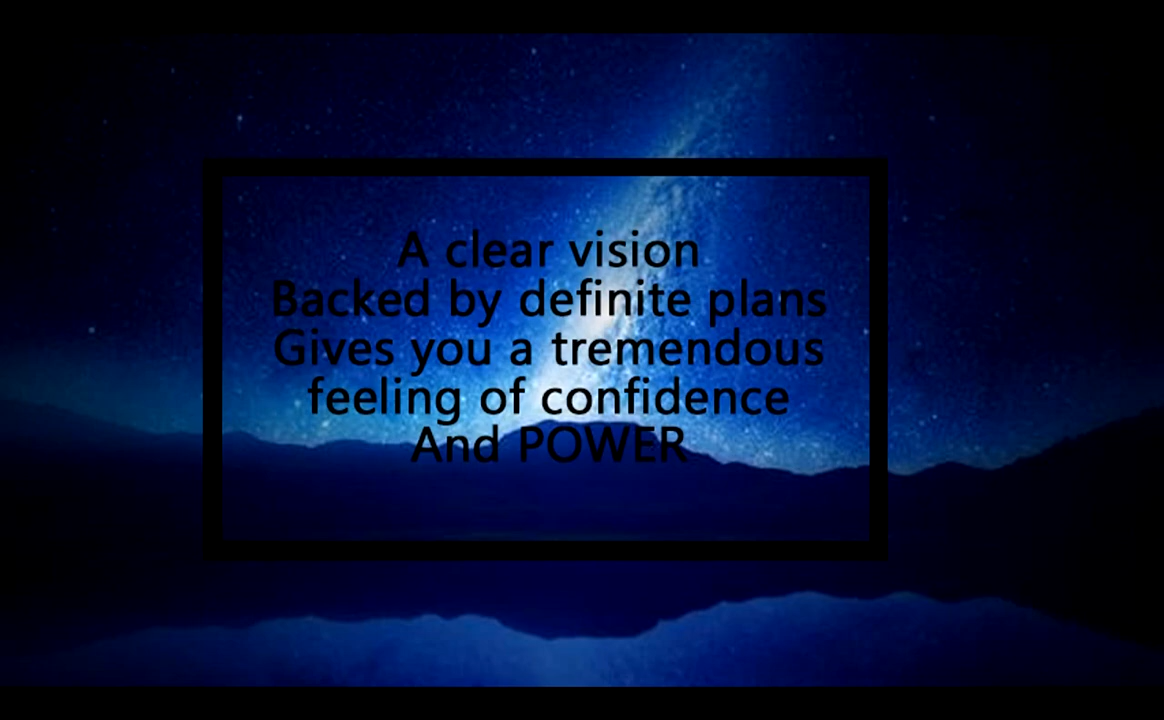 A clear vision
Backed by definite plans
Gives you a tremendous
feeling of confidence
And POWER